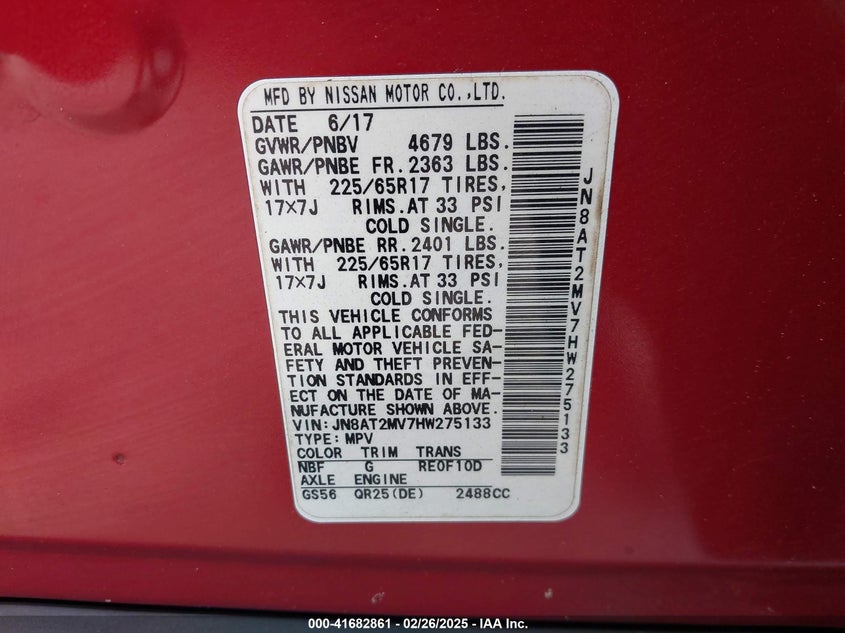 MFD BY NISSAN MOTOR CO.,LTD.
DATE 6/17
GVWR/PNBV 4679 LBS.
GAWR/PNBE FR. 2363 LBS.
WITH 225/65R17 TIRES,
17×7J RIMS.AT 33 PSI
COLD SINGLE.
GAWR/PNBE RR. 2401 LBS.
WITH 225/65R17 TIRES,
17×7J RIMS.AT 33 PSI
COLD SINGLE.
THIS VEHICLE CONFORMS
TO ALL APPLICABLE FED-
ERAL MOTOR VEHICLE SA-
FETY AND THEFT PREVEN-
TION STANDARDS IN EFF-
ECT ON THE DATE OF MA-
NUFACTURE SHOWN ABOVE.
VIN:JN8AT2MV7HW275133
TYPE:MPV
COLOR TRIM TRANS
NBF G RE0F10D
AXLE ENGINE
GS56 QR25(DE) 2488CC
JN8AT2MV7HW275133
000-41682861 - 02/26/2025 - IAA Inc.